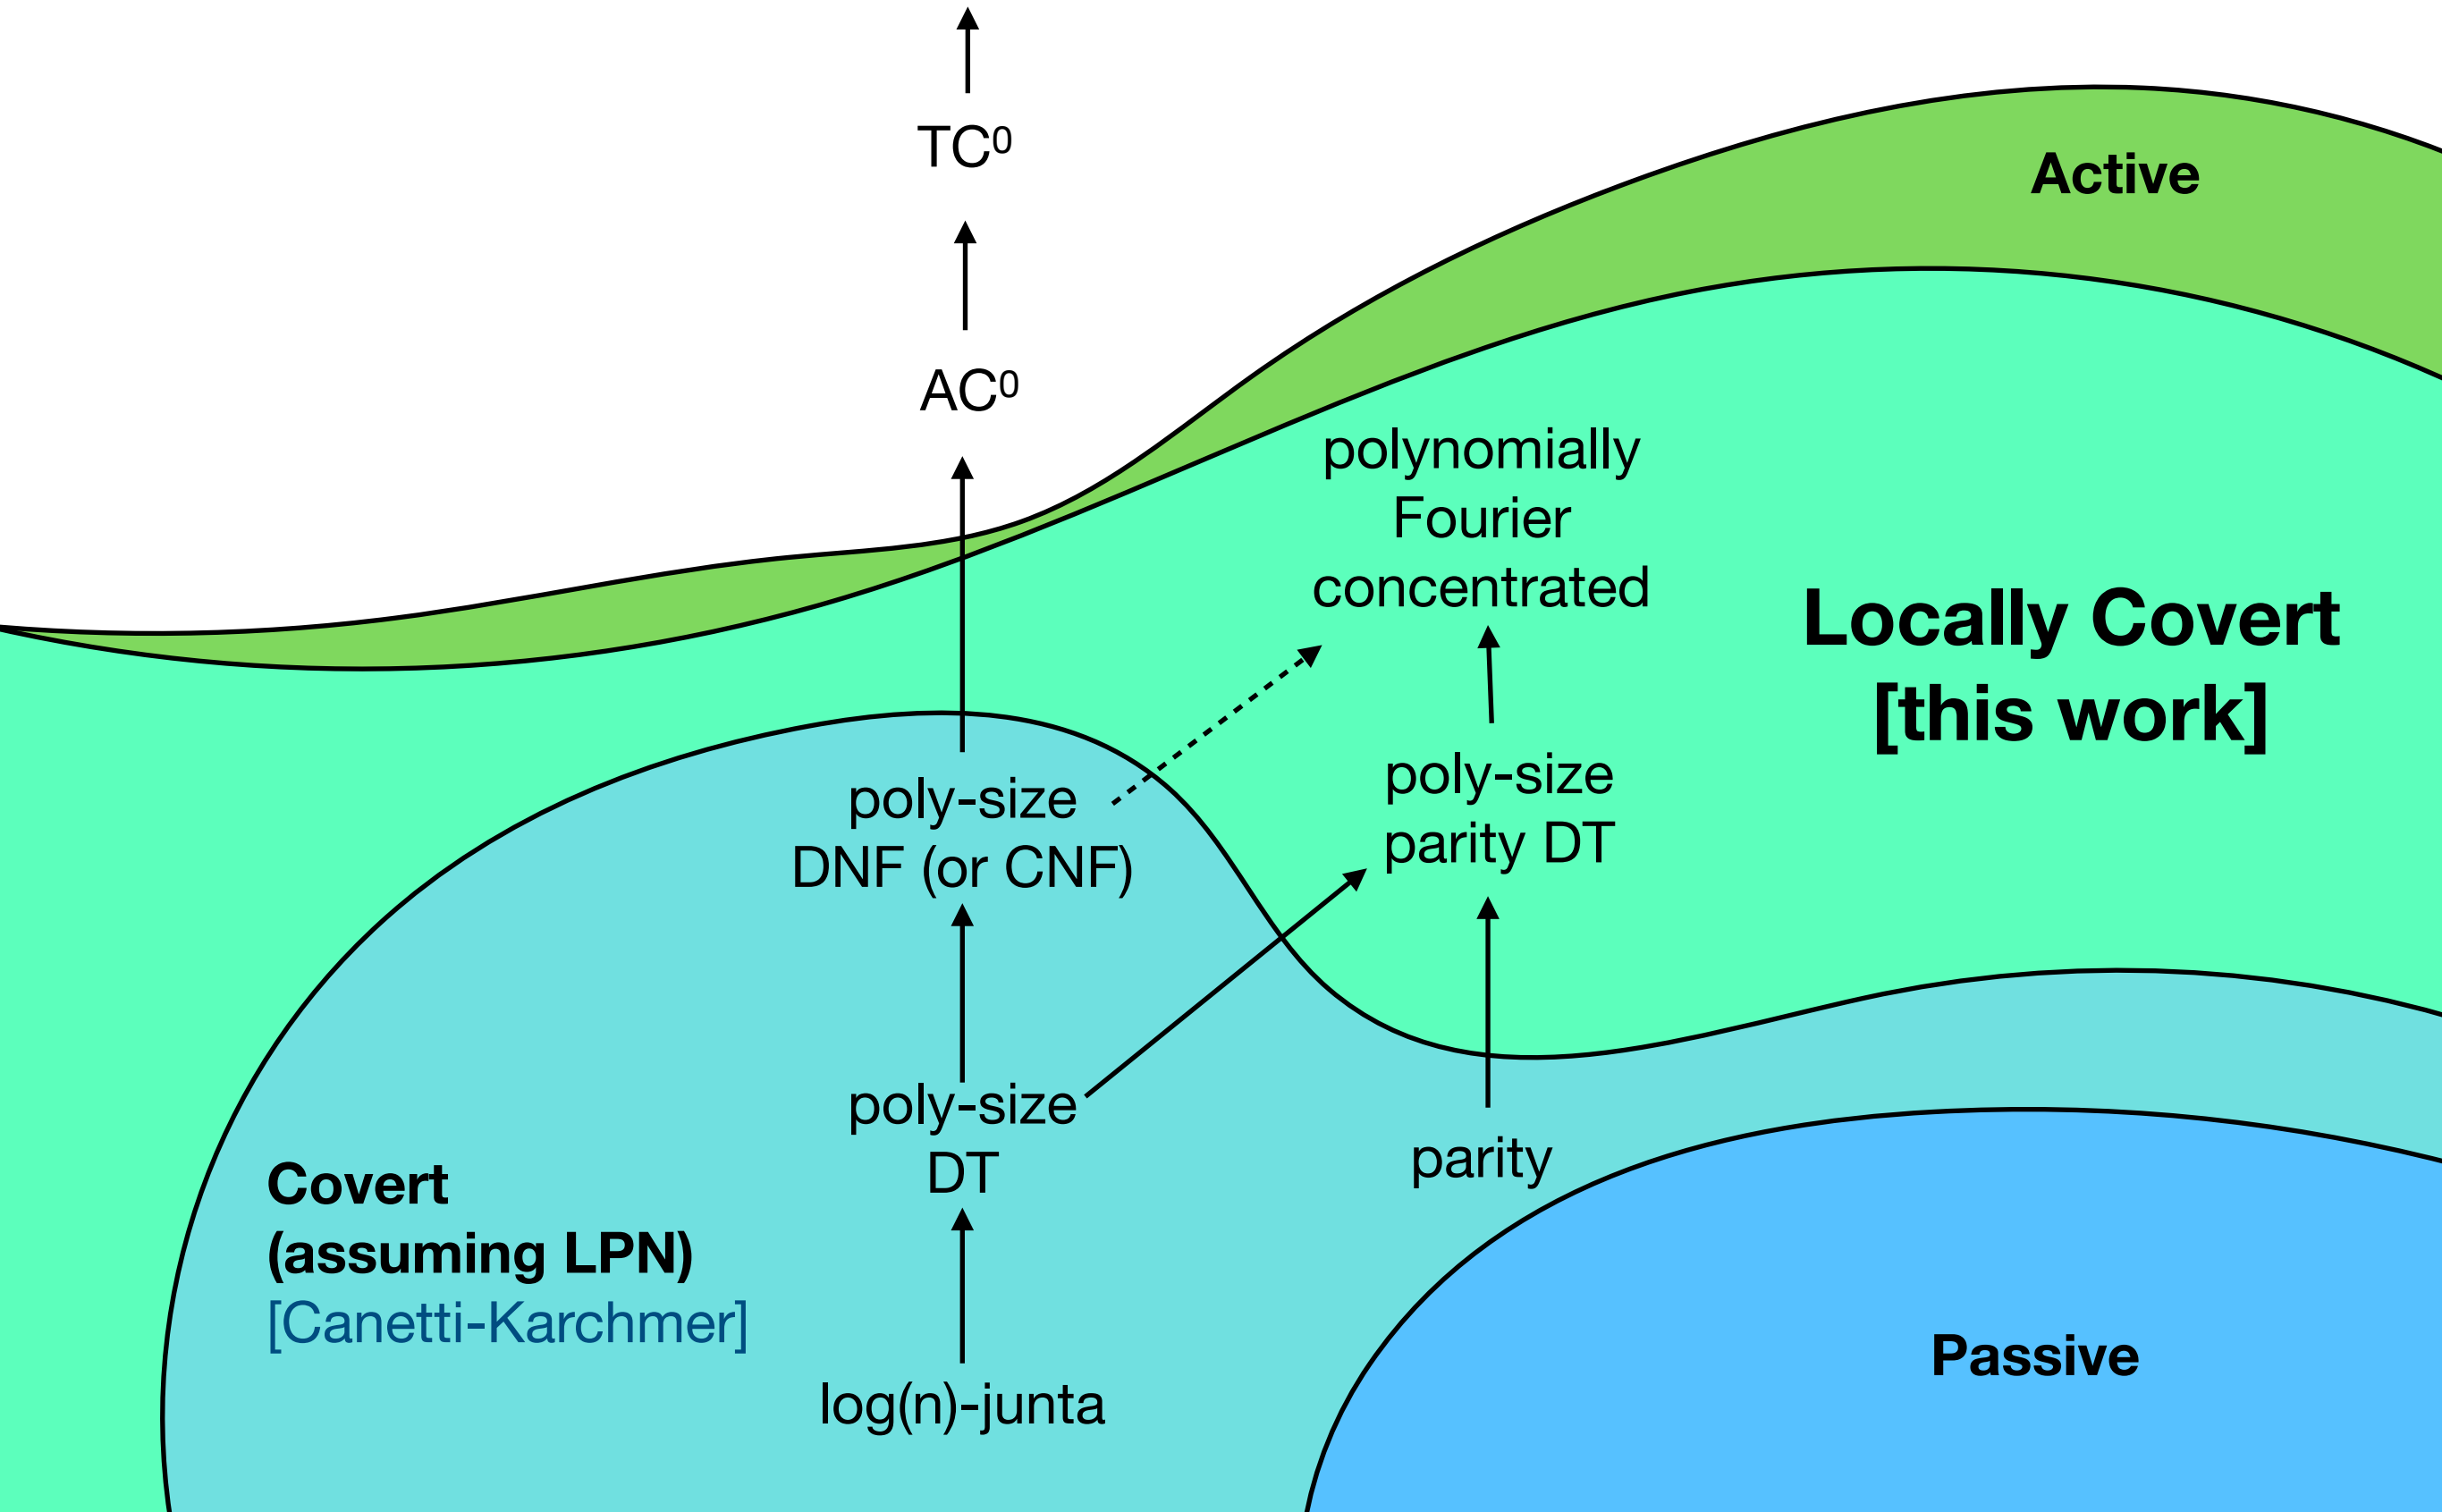 TC⁰
Active
AC⁰
polynomially
Fourier
concentrated
Locally Covert
[this work]
poly-size
DNF (or CNF)
poly-size
parity DT
poly-size
DT
parity
Covert
(assuming LPN)
[Canetti-Karchmer]
log(n)-junta
Passive